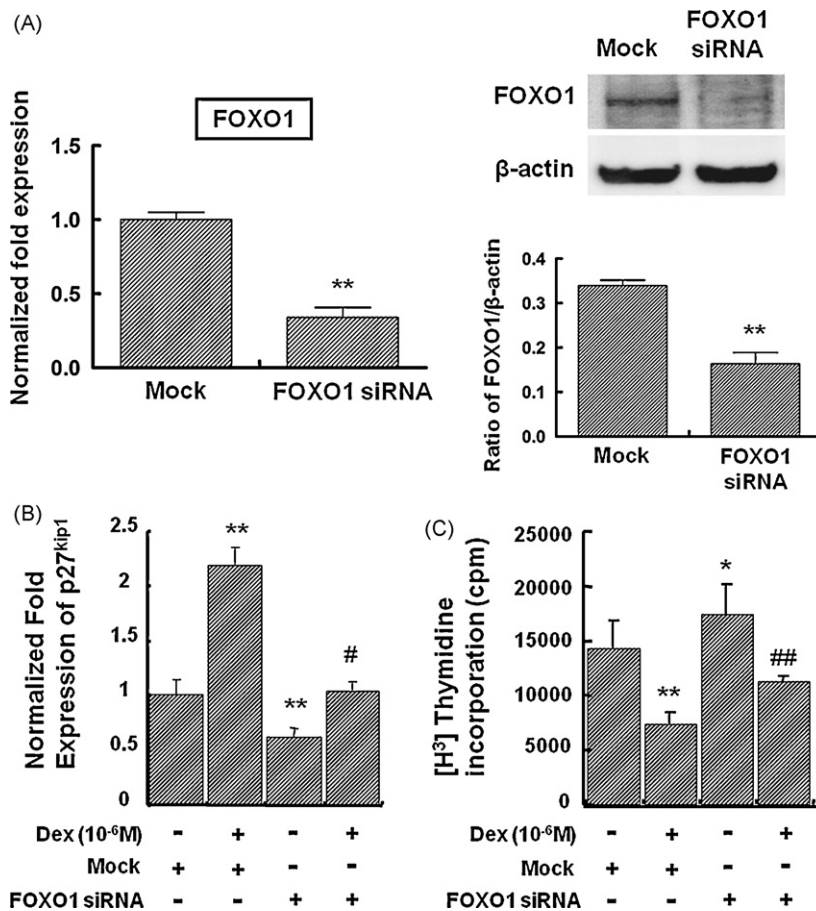 (A)
FOXO1
Normalized fold expression
1.5
1.0
0.5
0.0
**
Mock
FOXO1 siRNA
Mock
FOXO1
siRNA
FOXO1
β-actin
Ratio of FOXO1/β-actin
0.4
0.3
0.2
0.1
0.0
**
Mock
FOXO1
siRNA
(B)
Normalized Fold
Expression of p27kip1
2.5
2
1.5
1
0.5
0
**
**
#
Dex (10-6M) - + - +
Mock + + - -
FOXO1 siRNA - - + +
(C)
[H3] Thymidine
incorporation (cpm)
25000
20000
15000
10000
5000
0
**
*
##
Dex (10-6M) - + - +
Mock + + - -
FOXO1 siRNA - - + +